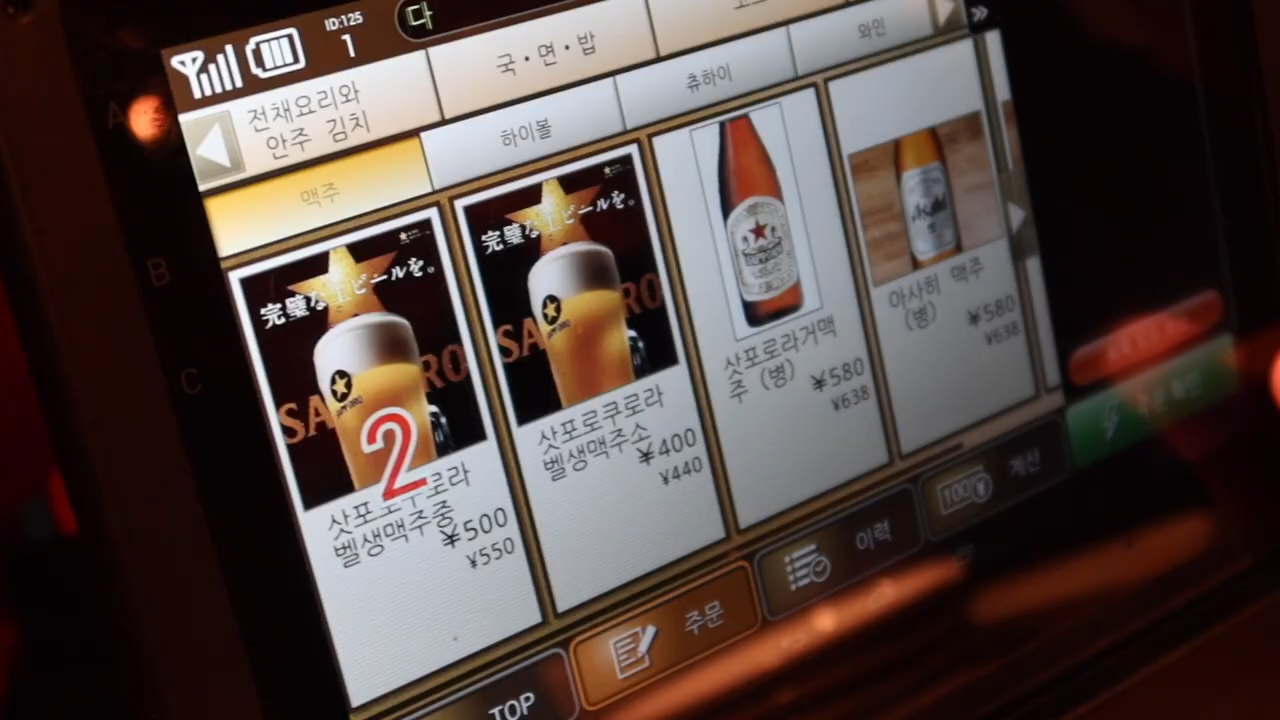 ID:125
1
다
전채요리와
안주 김치
국・면・밥
맥주
하이볼
츄하이
와인
完璧な生ビールを。
SA
RO
2
삿포로쿠로라
벨생맥주중
¥500
¥550
完璧な生ビールを。
SA
RO
삿포로쿠로라
벨생맥주소
¥400
¥440
삿포로라거맥
주 (병)
¥580
¥638
Asahi
아사히 맥주
(병)
¥580
¥638
TOP
주문
이력
100¥
계산
A
B
C